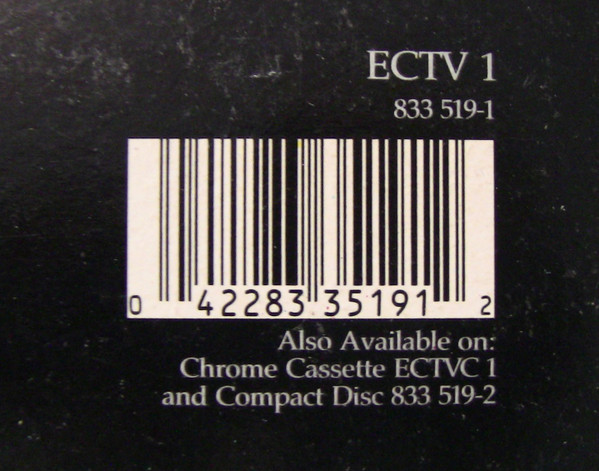 ECTV 1
833 519-1
0 42283 35191 2
Also Available on:
Chrome Cassette ECTVC 1
and Compact Disc 833 519-2